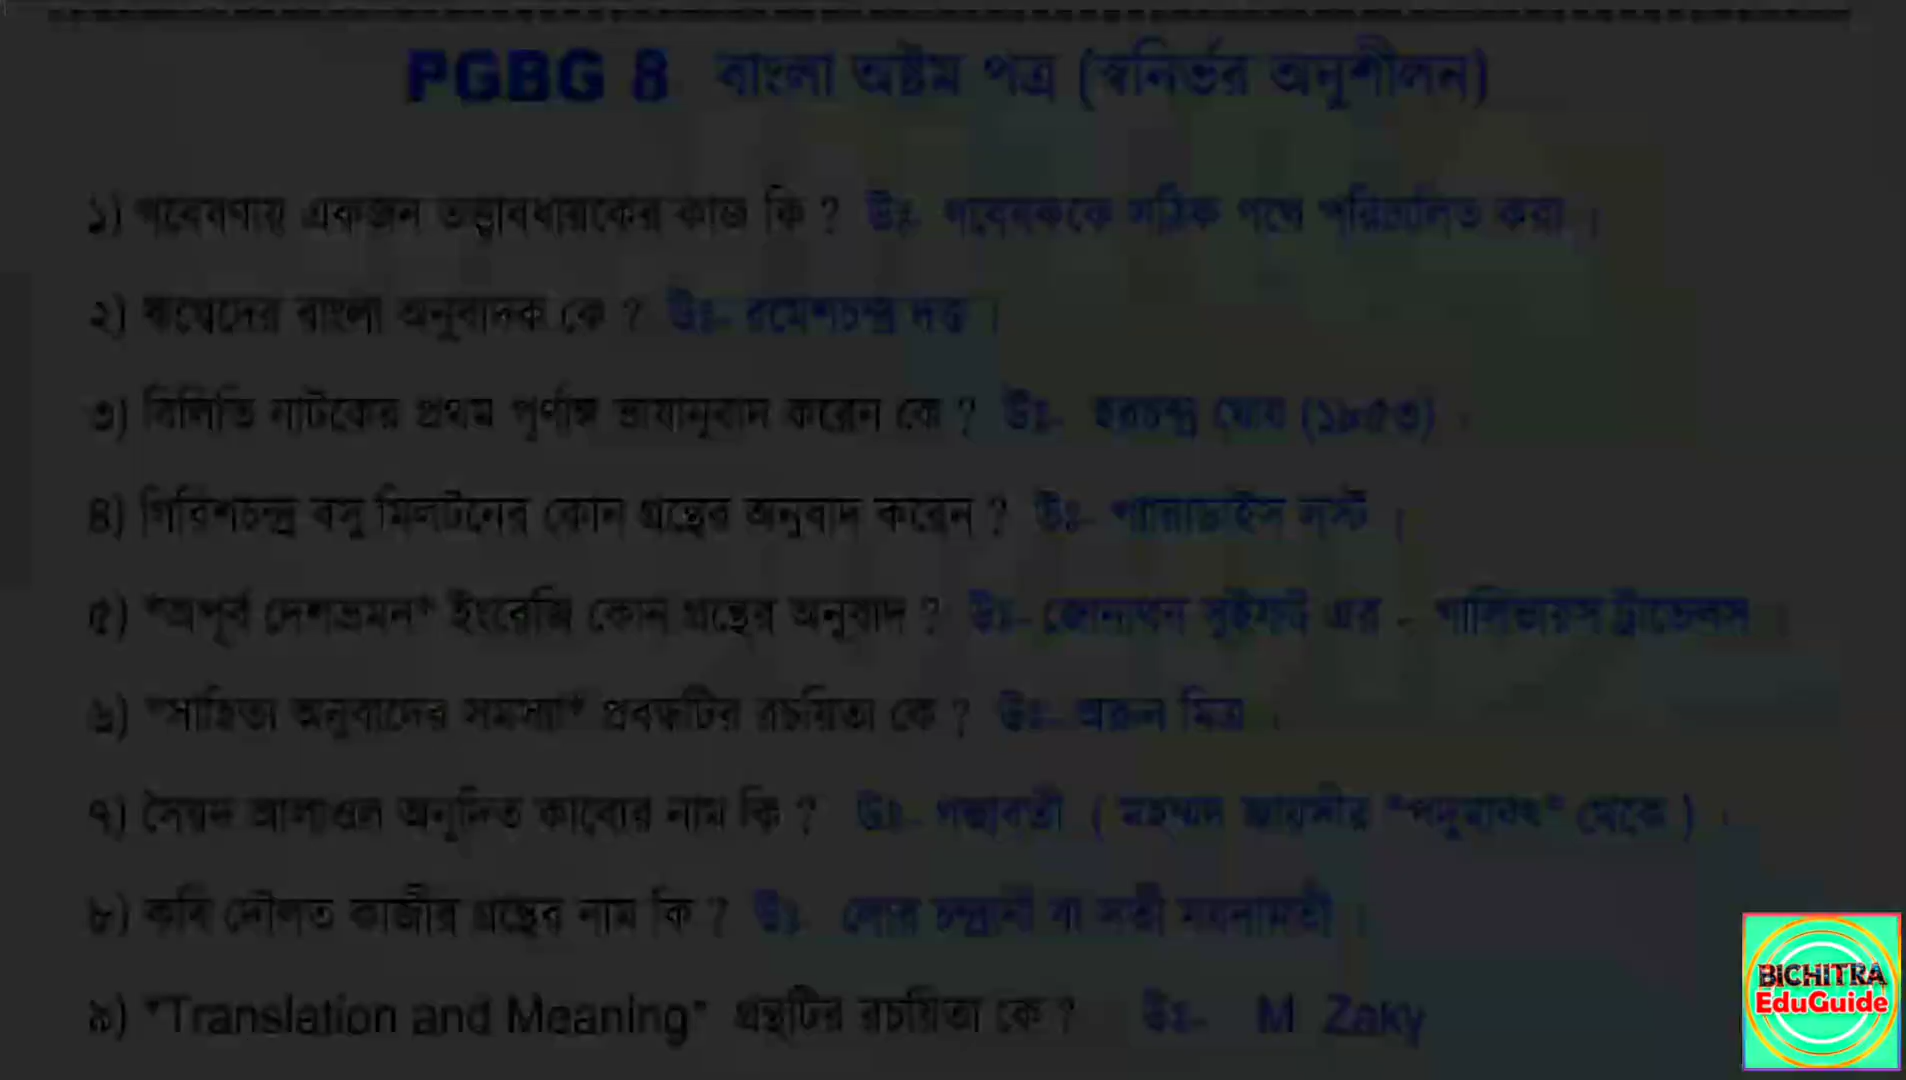 PGBG 8 বাংলা অষ্টম পত্র (স্বনির্ভর অনুশীলন)
১) গবেষণায় একজন তত্ত্বাবধায়কের কাজ কি ? উঃ- গবেষককে সঠিক পথে পরিচালিত করা ।
২) ঋগ্বেদের বাংলা অনুবাদক কে ? উঃ- রমেশচন্দ্র দত্ত ।
৩) বিলিতি নাটকের প্রথম পূর্ণাঙ্গ ভাষানুবাদ করেন কে ? উঃ- হরচন্দ্র ঘোষ (১৮৫৩) ।
৪) গিরিশচন্দ্র বসু মিলটনের কোন গ্রন্থের অনুবাদ করেন ? উঃ- প্যারাডাইস লস্ট ।
৫) "অপূর্ব দেশভ্রমন" ইংরেজি কোন গ্রন্থের অনুবাদ ? উঃ- জোনাথন সুইফট এর - গালিভারস ট্রাভেলস ।
৬) "সাহিত্য অনুবাদের সমস্যা" প্রবন্ধটির রচয়িতা কে ? উঃ- অরুন মিত্র ।
৭) সৈয়দ আলাওল অনূদিত কাব্যের নাম কি ? উঃ- পদ্মাবতী ( মহম্মদ জায়সীর "পদুমাবৎ" থেকে ) ।
৮) কবি দৌলত কাজীর গ্রন্থের নাম কি ? উঃ- লোর চন্দ্রানী বা সতী ময়নামতী ।
৯) "Translation and Meaning" গ্রন্থটির রচয়িতা কে ? উঃ- M Zaky
BICHITRA
EduGuide